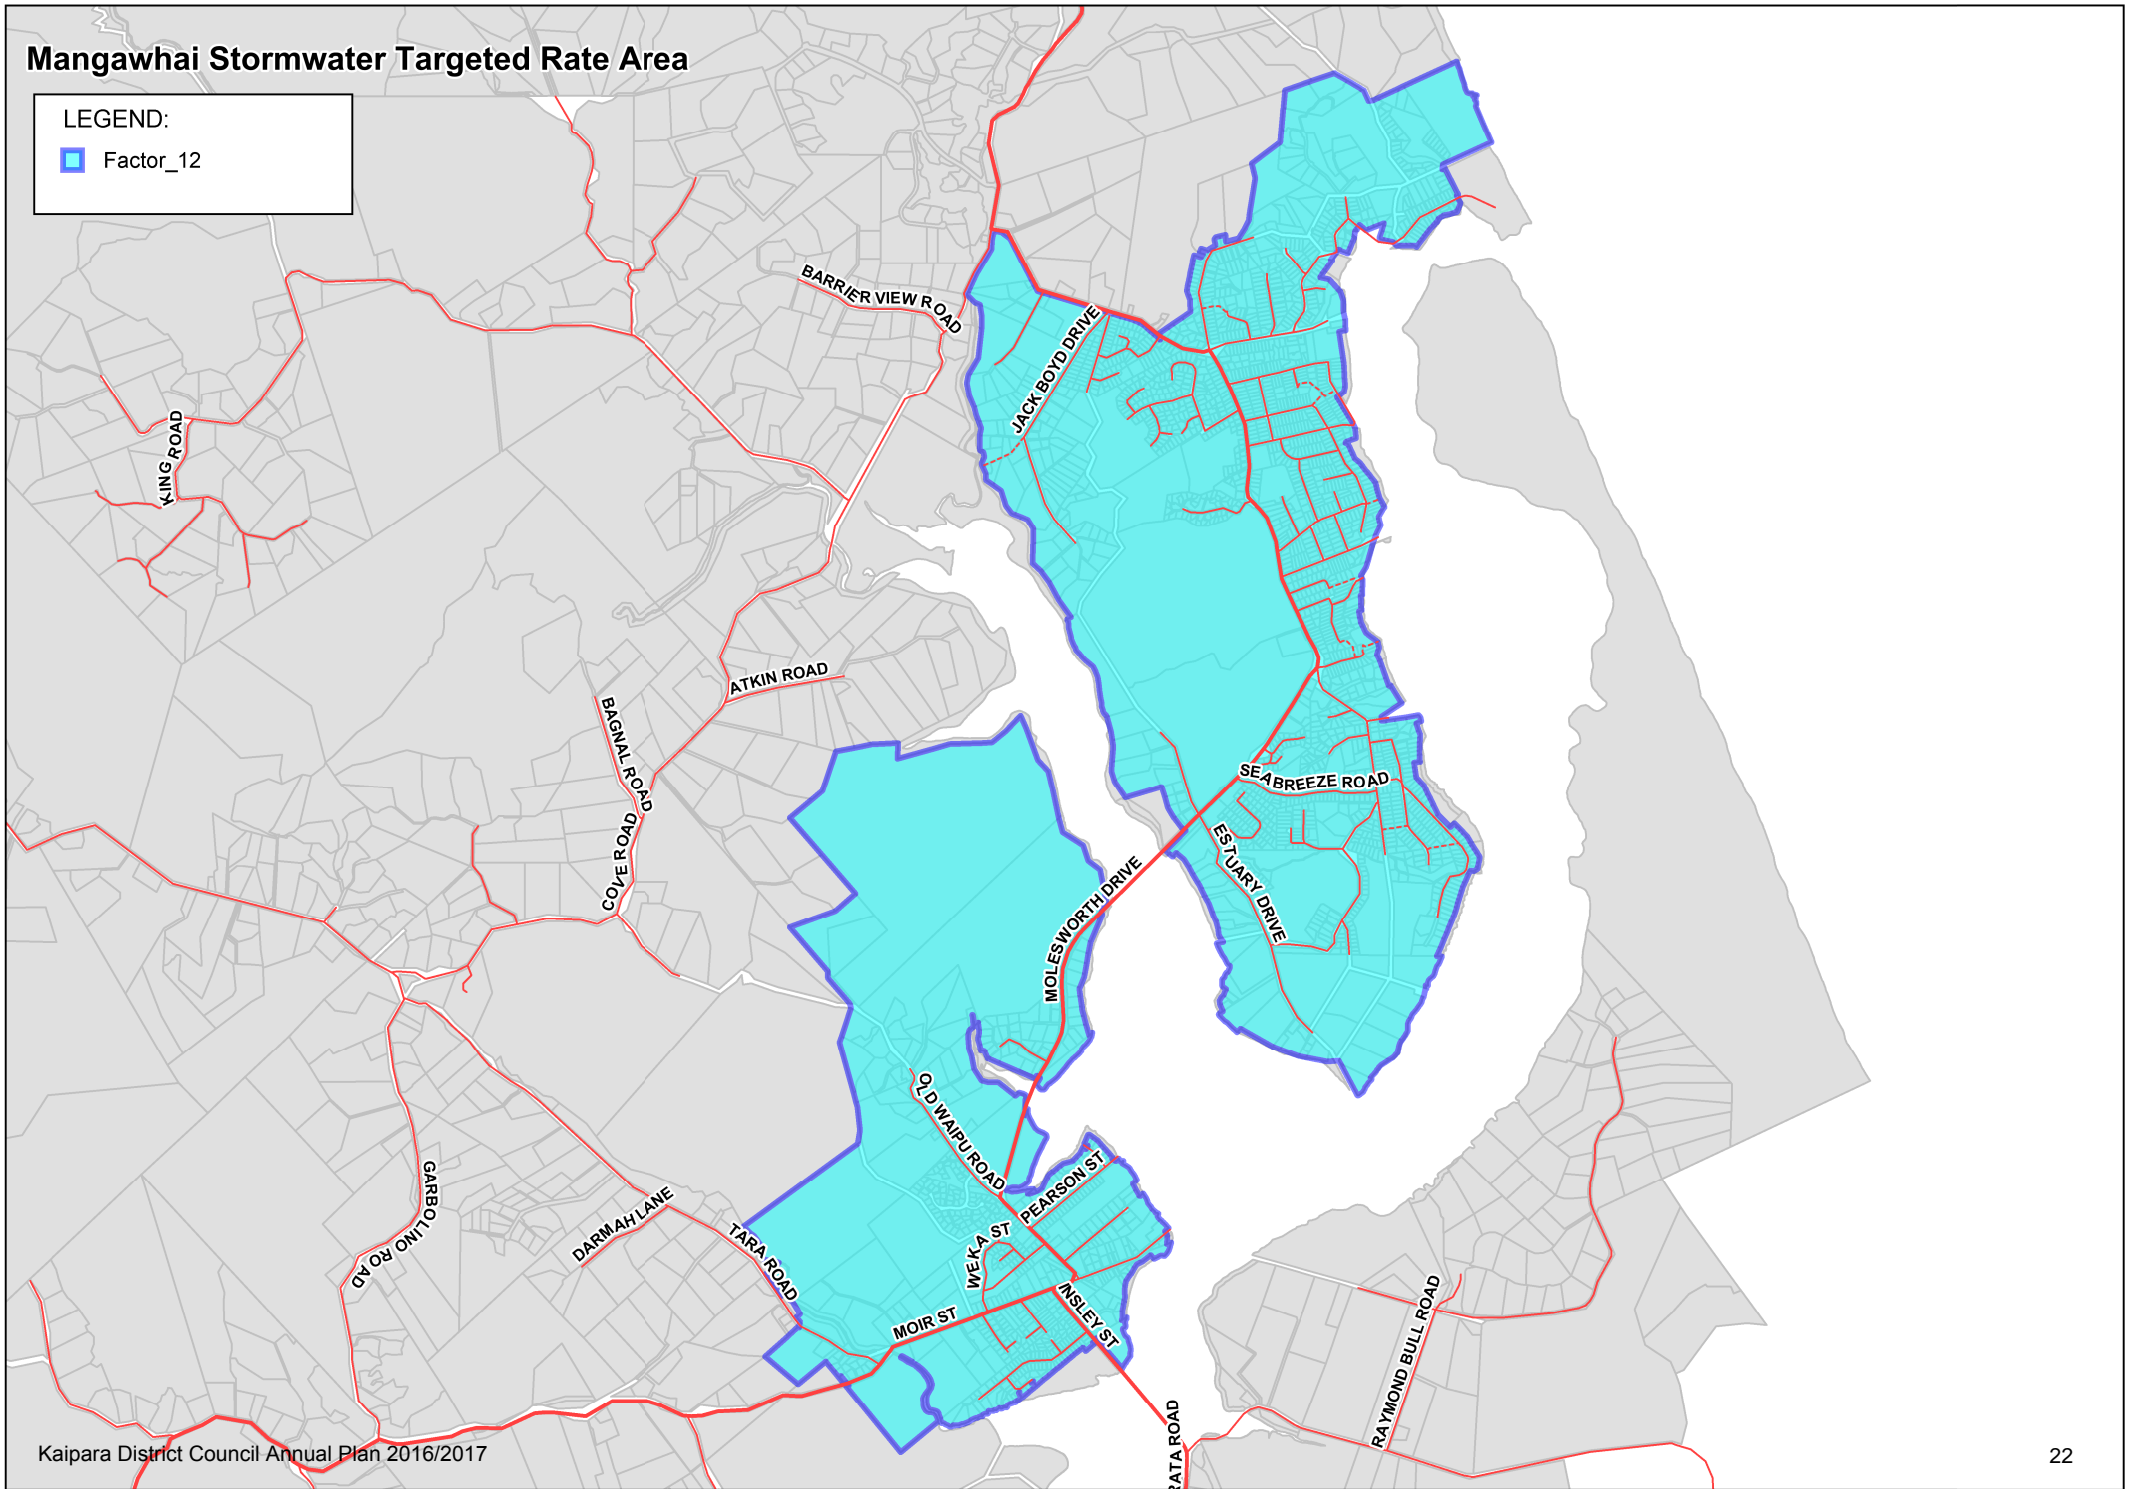 Mangawhai Stormwater Targeted Rate Area
LEGEND:
Factor_12
BARRIER VIEW ROAD
JACK BOYD DRIVE
KING ROAD
ATKIN ROAD
BAGNAL ROAD
SEABREEZE ROAD
COVE ROAD
ESTUARY DRIVE
MOLESWORTH DRIVE
OLD WAIPU ROAD
PEARSON ST
GARBOLINO ROAD
DARMAH LANE
TARA ROAD
WEKA ST
MOIR ST
INSLEY ST
RAYMOND BULL ROAD
RATA ROAD
Kaipara District Council Annual Plan 2016/2017
22